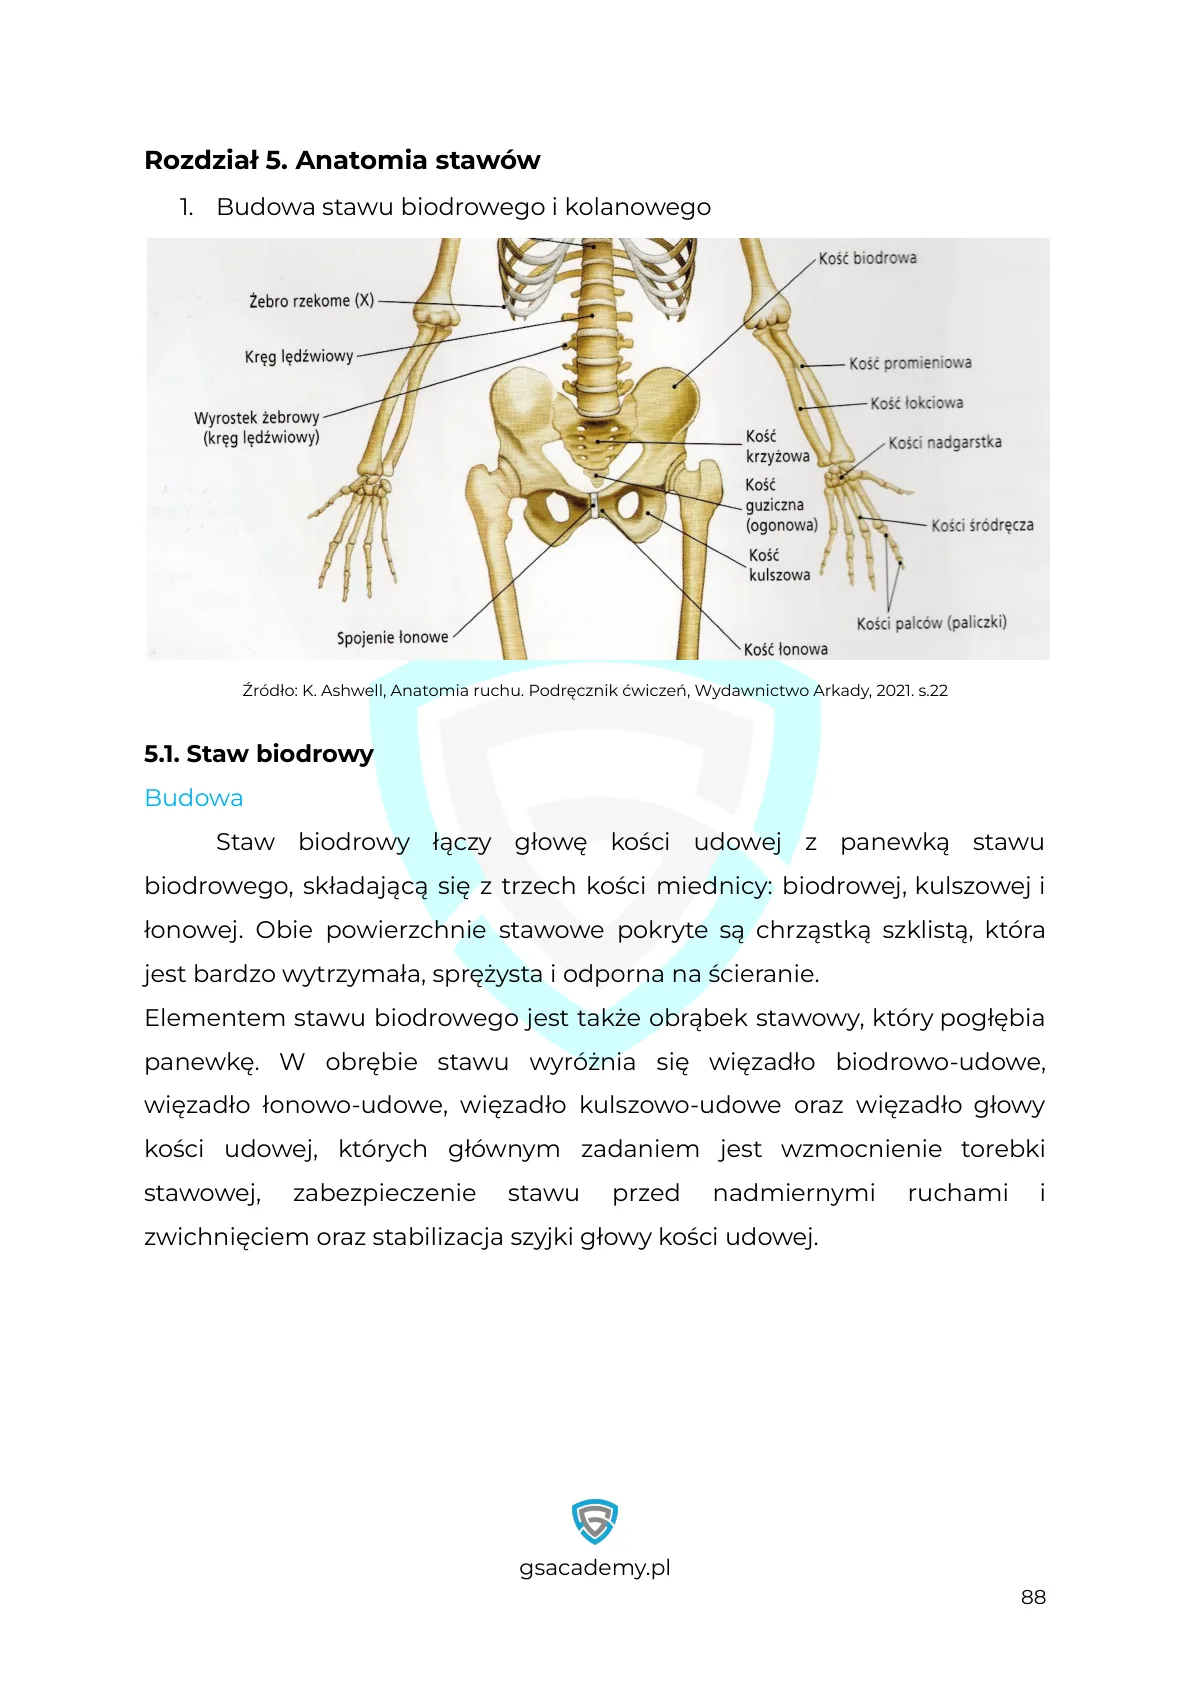 Rozdział 5. Anatomia stawów
1. Budowa stawu biodrowego i kolanowego
Żebro rzekome (X)
Kręg lędźwiowy
Wyrostek żebrowy
(kręg lędźwiowy)
Spojenie łonowe
Kość biodrowa
Kość promieniowa
Kość łokciowa
Kości nadgarstka
Kość
krzyżowa
Kość
guziczna
(ogonowa)
Kości śródręcza
Kość
kulszowa
Kości palców (paliczki)
Kość łonowa
Źródło: K. Ashwell, Anatomia ruchu. Podręcznik ćwiczeń, Wydawnictwo Arkady, 2021. s.22
5.1. Staw biodrowy
Budowa
Staw biodrowy łączy głowę kości udowej z panewką stawu
biodrowego, składającą się z trzech kości miednicy: biodrowej, kulszowej i
łonowej. Obie powierzchnie stawowe pokryte są chrząstką szklistą, która
jest bardzo wytrzymała, sprężysta i odporna na ścieranie.
Elementem stawu biodrowego jest także obrąbek stawowy, który pogłębia
panewkę. W obrębie stawu wyróżnia się więzadło biodrowo-udowe,
więzadło łonowo-udowe, więzadło kulszowo-udowe oraz więzadło głowy
kości udowej, których głównym zadaniem jest wzmocnienie torebki
stawowej, zabezpieczenie stawu przed nadmiernymi ruchami i
zwichnięciem oraz stabilizacja szyjki głowy kości udowej.
gsacademy.pl
88